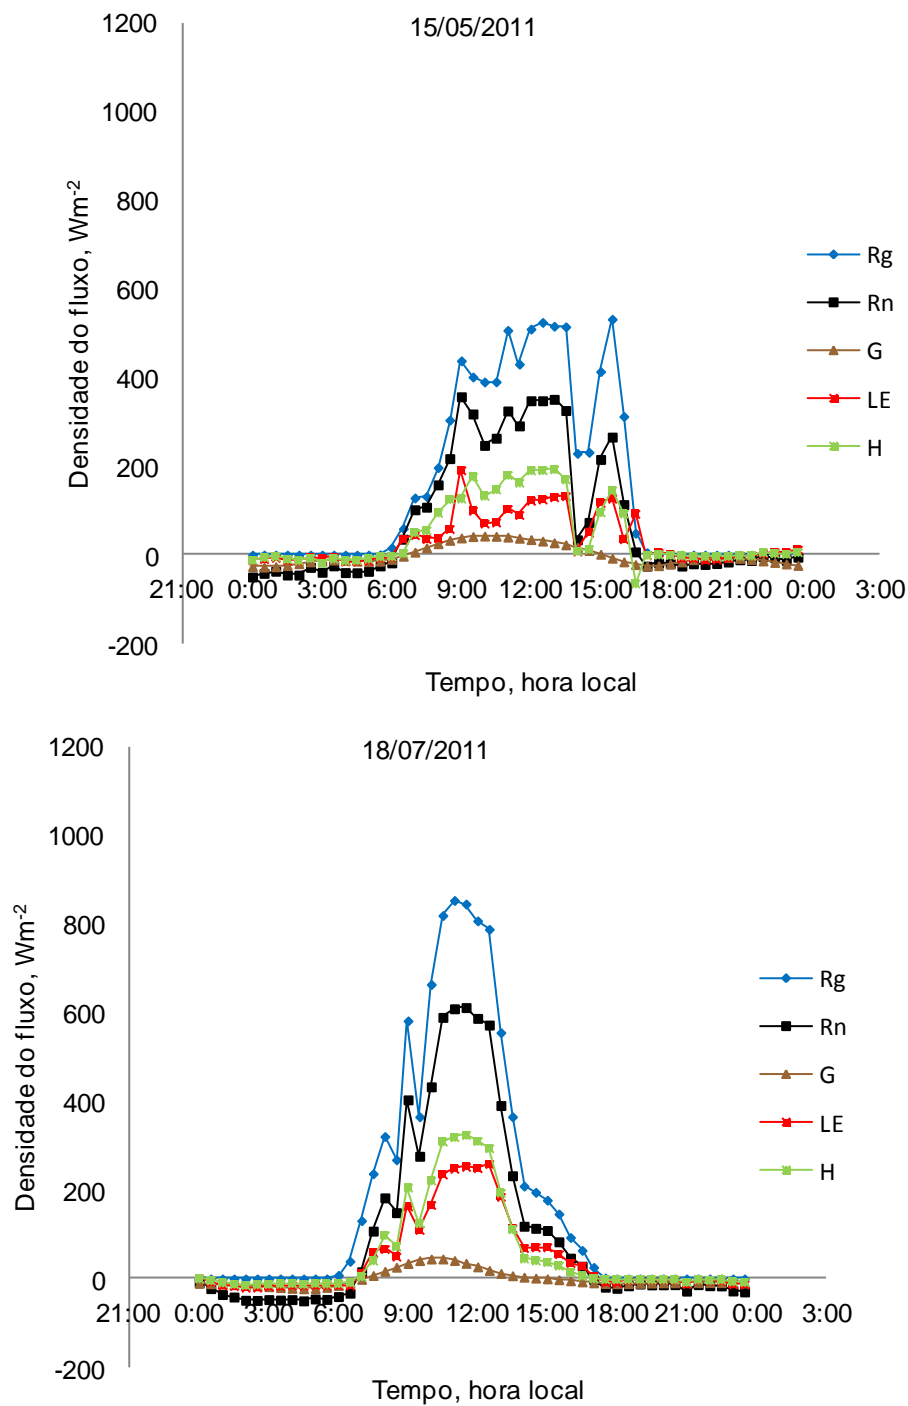 15/05/2011
1200
1000
800
600
400
200
0
-200
Densidade do fluxo, Wm-2
21:00 0:00 3:00 6:00 9:00 12:00 15:00 18:00 21:00 0:00 3:00
Tempo, hora local
Rg
Rn
G
LE
H
18/07/2011
1200
1000
800
600
400
200
0
-200
Densidade do fluxo, Wm-2
21:00 0:00 3:00 6:00 9:00 12:00 15:00 18:00 21:00 0:00 3:00
Tempo, hora local
Rg
Rn
G
LE
H